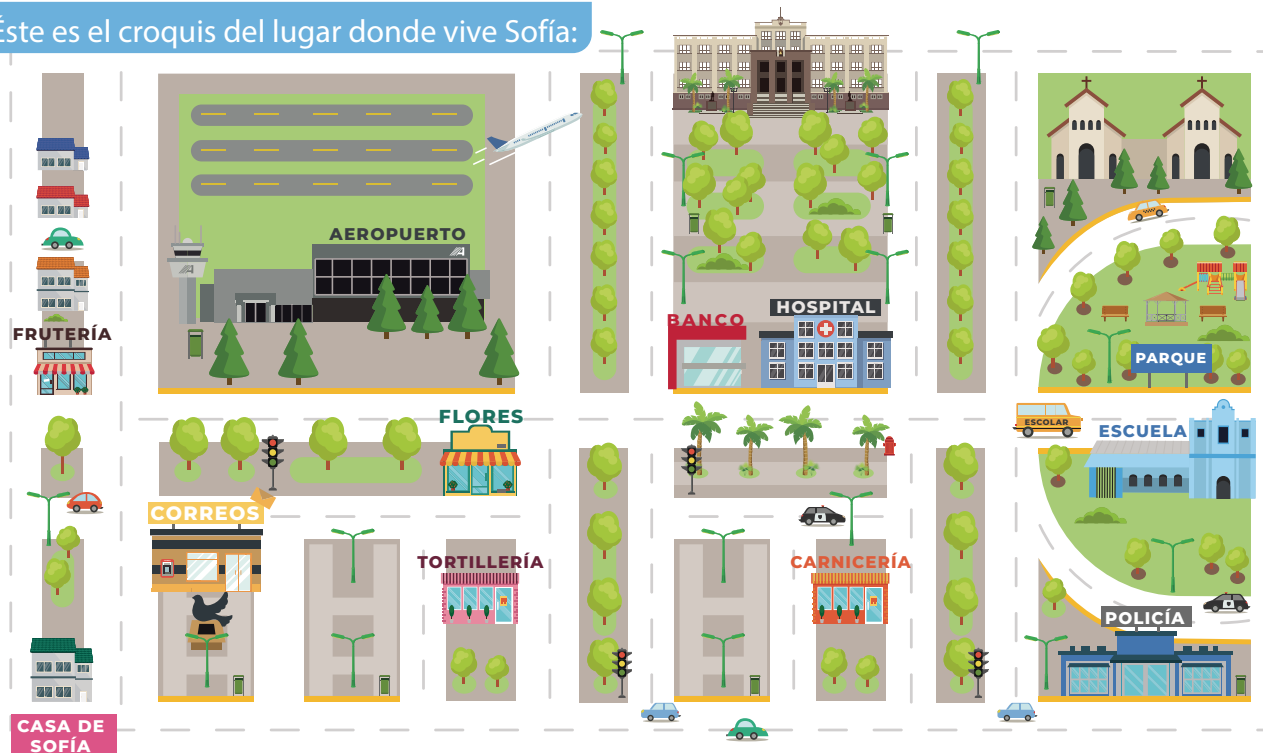 Éste es el croquis del lugar donde vive Sofía:
AEROPUERTO
HOSPITAL
BANCO
FRUTERÍA
PARQUE
FLORES
ESCOLAR
ESCUELA
CORREOS
TORTILLERÍA
CARNICERÍA
POLICÍA
CASA DE
SOFÍA